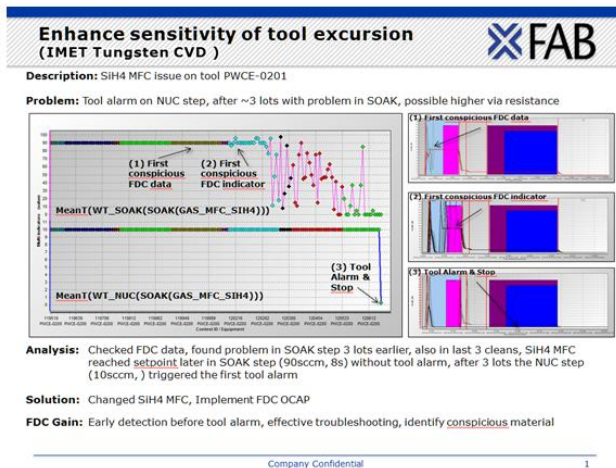 Enhance sensitivity of tool excursion
(IMET Tungsten CVD )
FAB
Description: SiH4 MFC issue on tool PWCE-0201
Problem: Tool alarm on NUC step, after ~3 lots with problem in SOAK, possible higher via resistance
(1) First
conspicious
FDC data
(2) First
conspicious
FDC indicator
MeanT(WT_SOAK(SOAK(GAS_MFC_SIH4)))
(3) Tool
Alarm &
Stop
MeanT(WT_NUC(SOAK(GAS_MFC_SIH4)))
(1) First conspicious FDC data
(2) First conspicious FDC indicator
(3) Tool Alarm & Stop
Analysis: Checked FDC data, found problem in SOAK step 3 lots earlier, also in last 3 cleans, SiH4 MFC
reached setpoint later in SOAK step (90sccm, 8s) without tool alarm, after 3 lots the NUC step
(10sccm, ) triggered the first tool alarm
Solution: Changed SiH4 MFC, Implement FDC OCAP
FDC Gain: Early detection before tool alarm, effective troubleshooting, identify conspicious material
Company Confidential
1